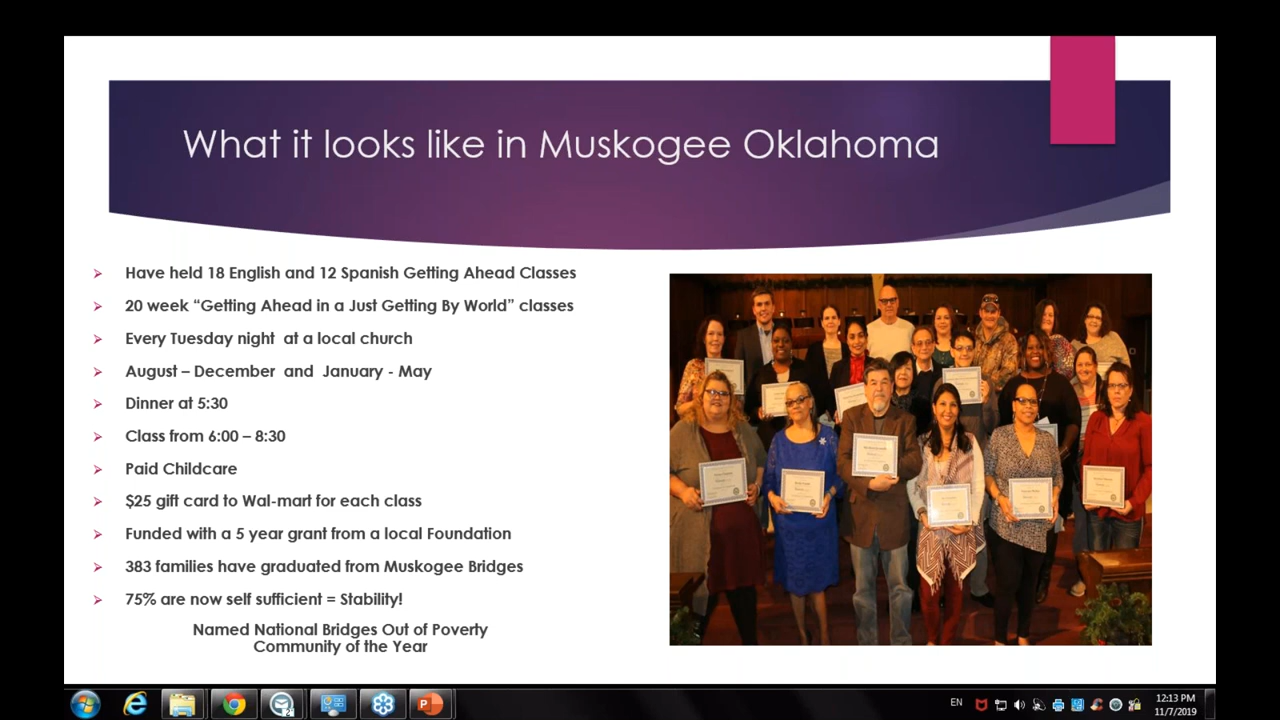 What it looks like in Muskogee Oklahoma
Have held 18 English and 12 Spanish Getting Ahead Classes
20 week “Getting Ahead in a Just Getting By World” classes
Every Tuesday night at a local church
August – December and January - May
Dinner at 5:30
Class from 6:00 – 8:30
Paid Childcare
$25 gift card to Wal-mart for each class
Funded with a 5 year grant from a local Foundation
383 families have graduated from Muskogee Bridges
75% are now self sufficient = Stability!
Named National Bridges Out of Poverty
Community of the Year
EN
12:13 PM
11/7/2019